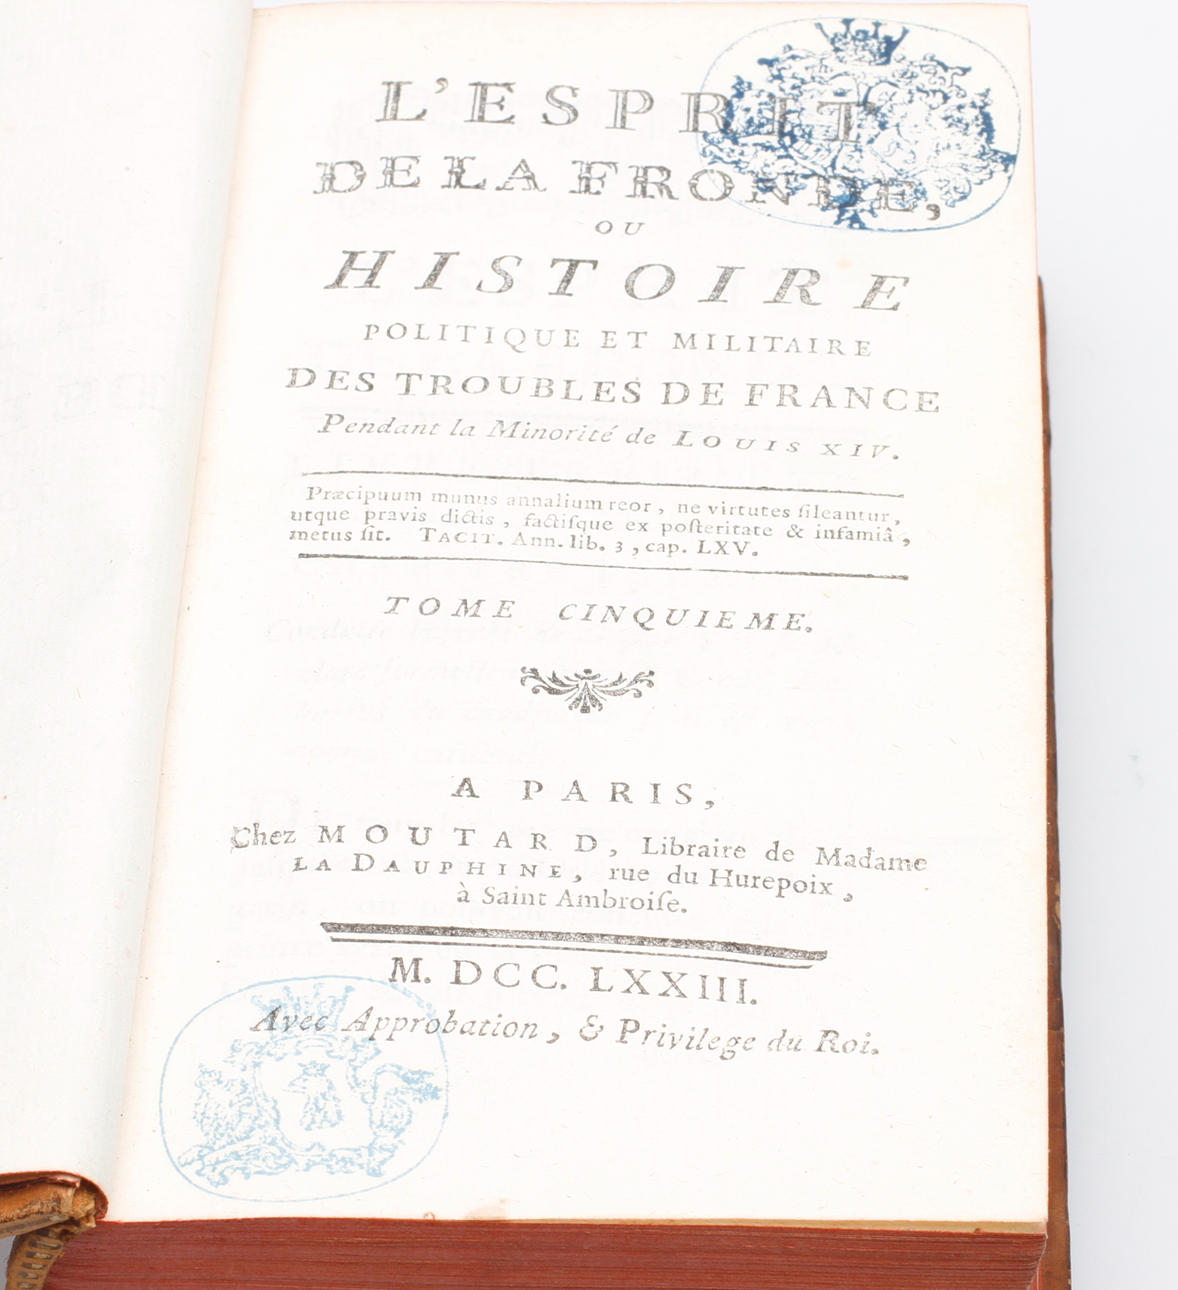 L'ESPRIT
DE LA FRONDE,
OU
HISTOIRE
POLITIQUE ET MILITAIRE
DES TROUBLES DE FRANCE
Pendant la Minorité de LOUIS XIV.
Præcipuum munus annalium reor, ne virtutes ſileantur,
utque pravis dictis, factiſque ex poſteritate & infamiâ,
metus ſit. TACIT. Ann. lib. 3, cap. LXV.
TOME CINQUIEME.
A PARIS,
Chez MOUTARD, Libraire de Madame
LA DAUPHINE, rue du Hurepoix,
à Saint Ambroiſe.
M. DCC. LXXIII.
Avec Approbation, & Privilege du Roi.